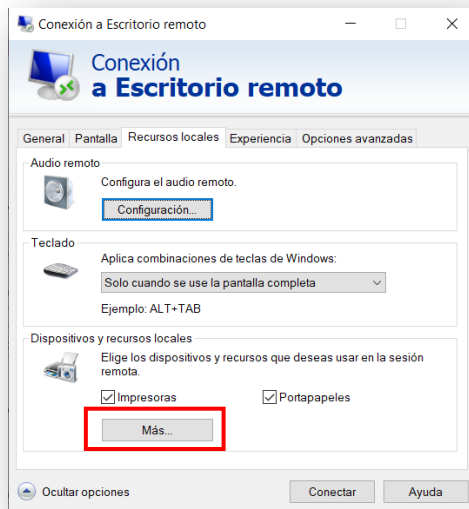 Conexión a Escritorio remoto
Conexión
a Escritorio remoto
General Pantalla Recursos locales Experiencia Opciones avanzadas
Audio remoto
Configura el audio remoto.
Configuración...
Teclado
Aplica combinaciones de teclas de Windows:
Solo cuando se use la pantalla completa
Ejemplo: ALT+TAB
Dispositivos y recursos locales
Elige los dispositivos y recursos que deseas usar en la sesión
remota.
Impresoras Portapapeles
Más...
Ocultar opciones Conectar Ayuda